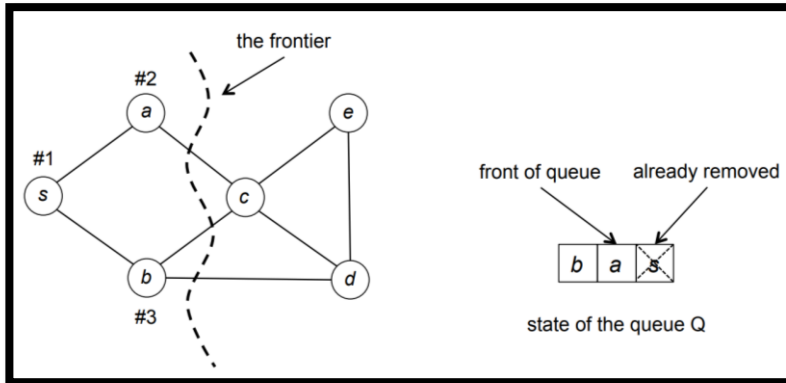 the frontier
#2
a
e
#1
front of queue
already removed
s
c
b
a
s
b
d
#3
state of the queue Q